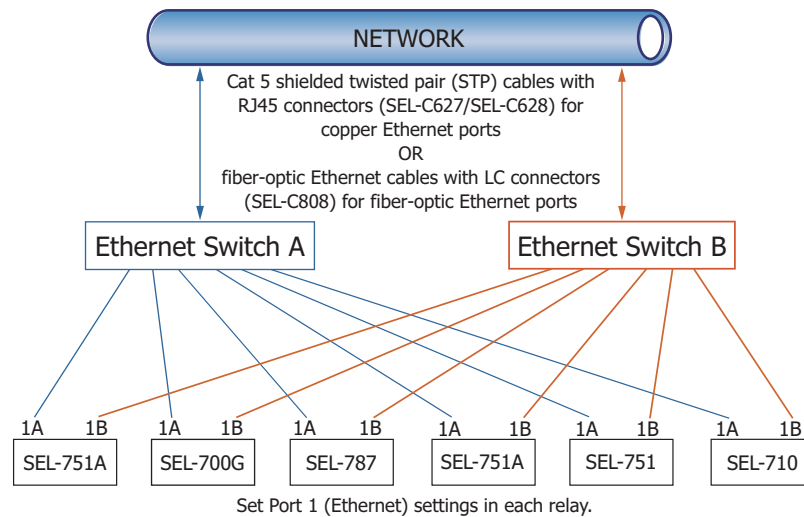 NETWORK
Cat 5 shielded twisted pair (STP) cables with
RJ45 connectors (SEL-C627/SEL-C628) for
copper Ethernet ports
OR
fiber-optic Ethernet cables with LC connectors
(SEL-C808) for fiber-optic Ethernet ports
Ethernet Switch A
Ethernet Switch B
1A 1B 1A 1B 1A 1B 1A 1B 1A 1B 1A 1B
SEL-751A SEL-700G SEL-787 SEL-751A SEL-751 SEL-710
Set Port 1 (Ethernet) settings in each relay.